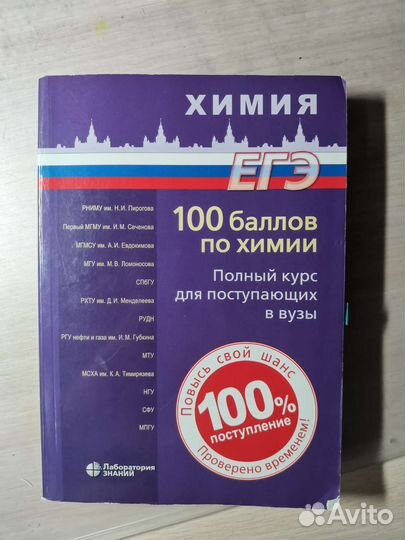 ХИМИЯ
ЕГЭ
100 баллов
по химии
Полный курс
для поступающих
в вузы
РНИМУ им. Н.И. Пирогова
Первый МГМУ им. И.М. Сеченова
МГМСУ им. А.И. Евдокимова
МГУ им. М.В. Ломоносова
СПбГУ
РХТУ им. Д.И. Менделеева
РУДН
РГУ нефти и газа им. И.М. Губкина
МТУ
МСХА им. К.А. Тимирязева
НГУ
СФУ
МПГУ
Повысь свой шанс
100%
поступление
Проверено временем!
Лаборатория
ЗНАНИЙ
Avito